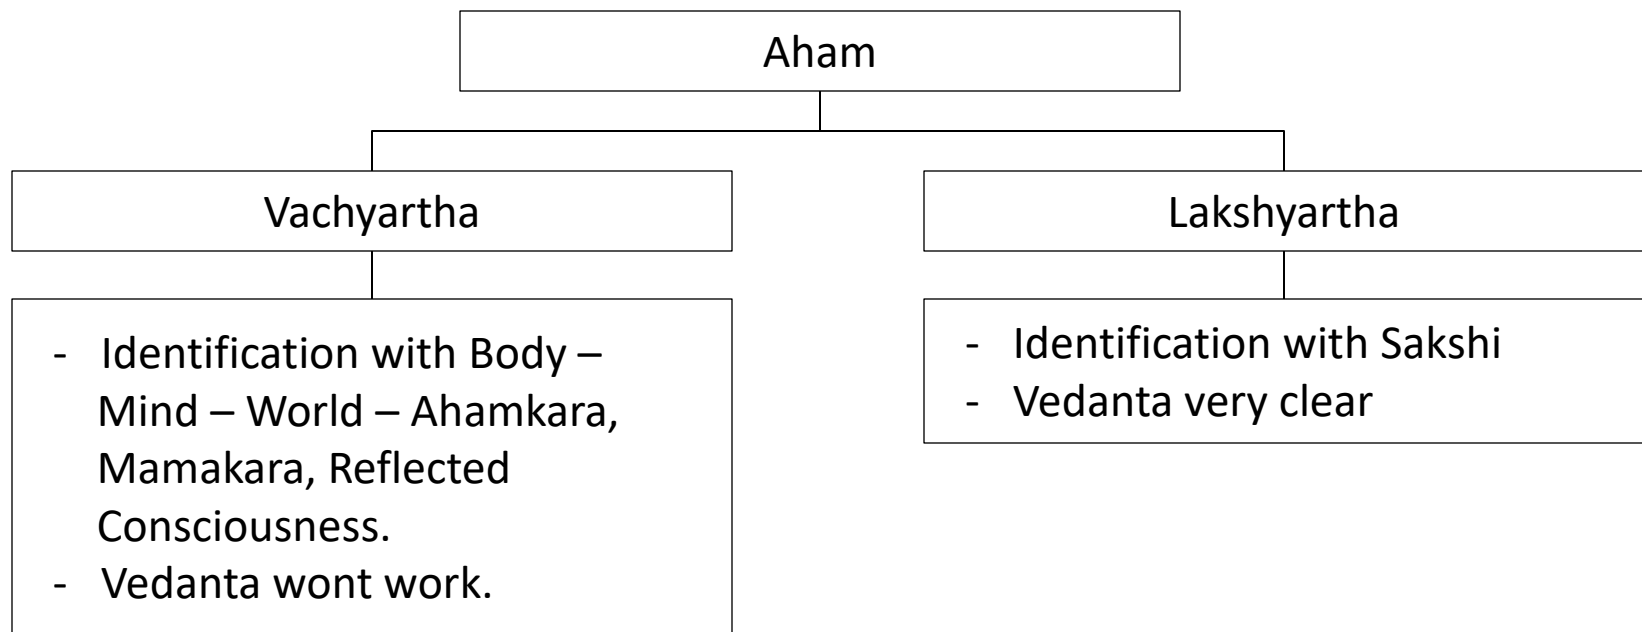 Aham
Vachyartha
Lakshyartha
- Identification with Body –
Mind – World – Ahamkara,
Mamakara, Reflected
Consciousness.
- Vedanta wont work.
- Identification with Sakshi
- Vedanta very clear